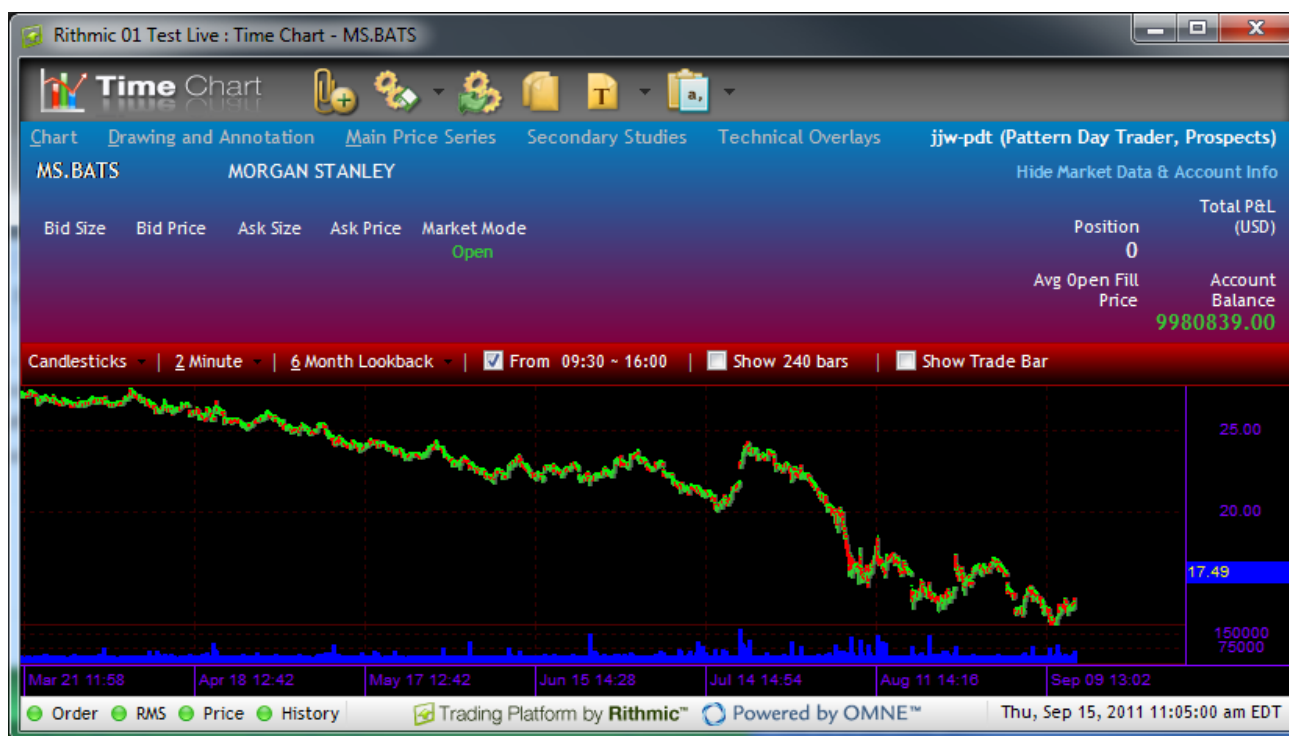 Rithmic 01 Test Live : Time Chart - MS.BATS
Time Chart
T
a,
Chart Drawing and Annotation Main Price Series Secondary Studies Technical Overlays jjw-pdt (Pattern Day Trader, Prospects)
MS.BATS MORGAN STANLEY Hide Market Data & Account Info
Bid Size Bid Price Ask Size Ask Price Market Mode
Open
Position
0
Total P&L
(USD)
Avg Open Fill
Price
Account
Balance
9980839.00
Candlesticks | 2 Minute | 6 Month Lookback | From 09:30 ~ 16:00 | Show 240 bars | Show Trade Bar
25.00
20.00
17.49
150000
75000
Mar 21 11:58 Apr 18 12:42 May 17 12:42 Jun 15 14:28 Jul 14 14:54 Aug 11 14:16 Sep 09 13:02
Order RMS Price History Trading Platform by Rithmic™ Powered by OMNE™ Thu, Sep 15, 2011 11:05:00 am EDT